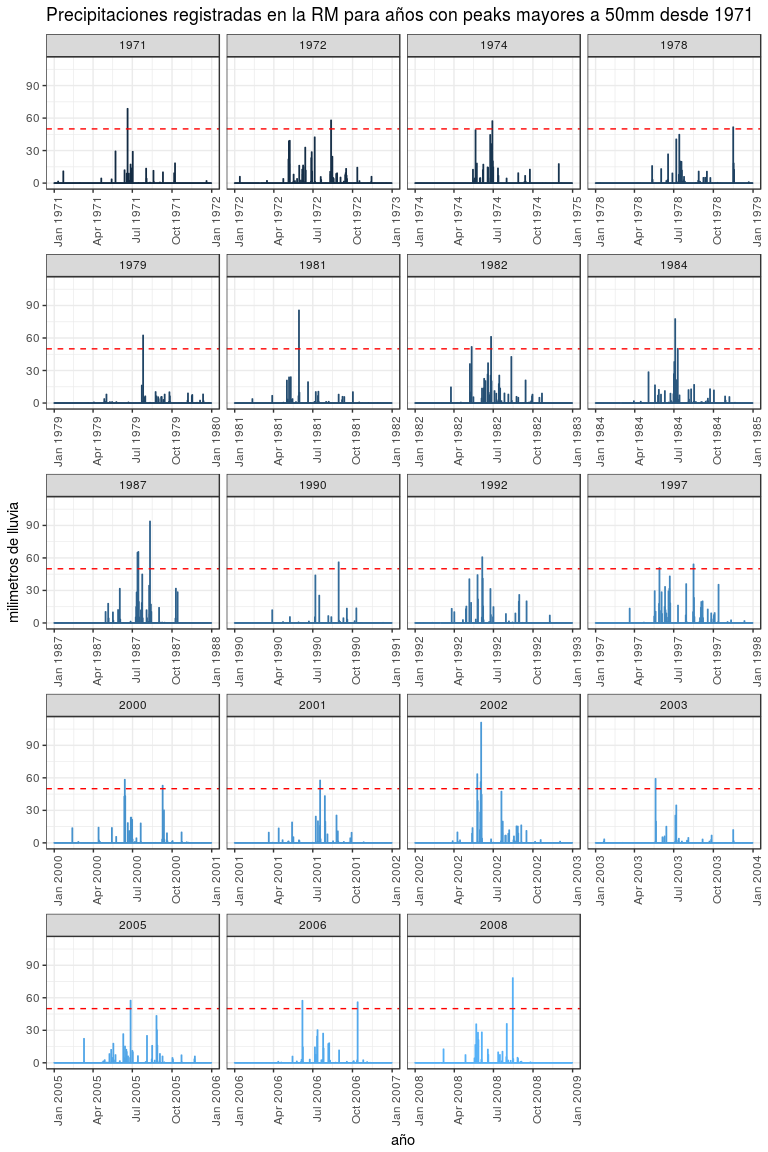 Precipitaciones registradas en la RM para años con peaks mayores a 50mm desde 1971
1971 1972 1974 1978
90
60
30
0
Jan 1971 Apr 1971 Jul 1971 Oct 1971 Jan 1972 Jan 1972 Apr 1972 Jul 1972 Oct 1972 Jan 1973 Jan 1974 Apr 1974 Jul 1974 Oct 1974 Jan 1975 Jan 1978 Apr 1978 Jul 1978 Oct 1978 Jan 1979
1979 1981 1982 1984
90
60
30
0
Jan 1979 Apr 1979 Jul 1979 Oct 1979 Jan 1980 Jan 1981 Apr 1981 Jul 1981 Oct 1981 Jan 1982 Jan 1982 Apr 1982 Jul 1982 Oct 1982 Jan 1983 Jan 1984 Apr 1984 Jul 1984 Oct 1984 Jan 1985
milimetros de lluvia
1987 1990 1992 1997
90
60
30
0
Jan 1987 Apr 1987 Jul 1987 Oct 1987 Jan 1988 Jan 1990 Apr 1990 Jul 1990 Oct 1990 Jan 1991 Jan 1992 Apr 1992 Jul 1992 Oct 1992 Jan 1993 Jan 1997 Apr 1997 Jul 1997 Oct 1997 Jan 1998
2000 2001 2002 2003
90
60
30
0
Jan 2000 Apr 2000 Jul 2000 Oct 2000 Jan 2001 Jan 2001 Apr 2001 Jul 2001 Oct 2001 Jan 2002 Jan 2002 Apr 2002 Jul 2002 Oct 2002 Jan 2003 Jan 2003 Apr 2003 Jul 2003 Oct 2003 Jan 2004
2005 2006 2008
90
60
30
0
Jan 2005 Apr 2005 Jul 2005 Oct 2005 Jan 2006 Jan 2006 Apr 2006 Jul 2006 Oct 2006 Jan 2007 Jan 2008 Apr 2008 Jul 2008 Oct 2008 Jan 2009
año